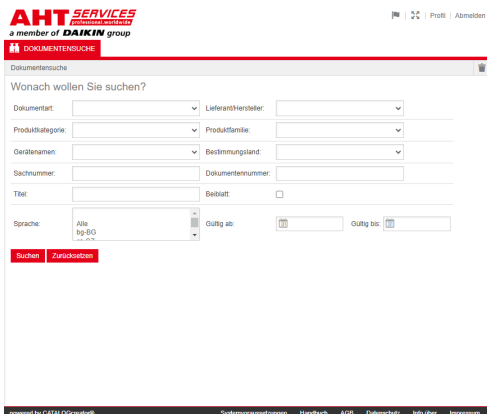 AHT SERVICES
professional.worldwide
a member of DAIKIN group
Profil Abmelden
DOKUMENTENSUCHE
Dokumentensuche
Wonach wollen Sie suchen?
Dokumentart: Lieferant/Hersteller:
Produktkategorie: Produktfamilie:
Gerätenamen: Bestimmungsland:
Sachnummer: Dokumentennummer:
Titel: Beiblatt:
Sprache: Alle Gültig ab: Gültig bis:
bg-BG
Suchen Zurücksetzen
powered by CATALOGcreator® Systemvoraussetzungen Handbuch AGB Datenschutz Info über Impressum